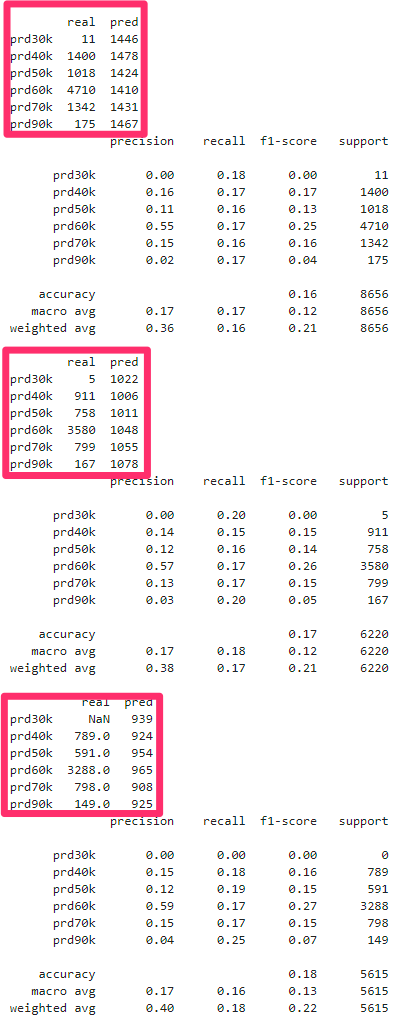 real pred
prd30k 11 1446
prd40k 1400 1478
prd50k 1018 1424
prd60k 4710 1410
prd70k 1342 1431
prd90k 175 1467
precision recall f1-score support
prd30k 0.00 0.18 0.00 11
prd40k 0.16 0.17 0.17 1400
prd50k 0.11 0.16 0.13 1018
prd60k 0.55 0.17 0.25 4710
prd70k 0.15 0.16 0.16 1342
prd90k 0.02 0.17 0.04 175
accuracy 0.16 8656
macro avg 0.17 0.17 0.12 8656
weighted avg 0.36 0.16 0.21 8656
real pred
prd30k 5 1022
prd40k 911 1006
prd50k 758 1011
prd60k 3580 1048
prd70k 799 1055
prd90k 167 1078
precision recall f1-score support
prd30k 0.00 0.20 0.00 5
prd40k 0.14 0.15 0.15 911
prd50k 0.12 0.16 0.14 758
prd60k 0.57 0.17 0.26 3580
prd70k 0.13 0.17 0.15 799
prd90k 0.03 0.20 0.05 167
accuracy 0.17 6220
macro avg 0.17 0.18 0.12 6220
weighted avg 0.38 0.17 0.21 6220
real pred
prd30k NaN 939
prd40k 789.0 924
prd50k 591.0 954
prd60k 3288.0 965
prd70k 798.0 908
prd90k 149.0 925
precision recall f1-score support
prd30k 0.00 0.00 0.00 0
prd40k 0.15 0.18 0.16 789
prd50k 0.12 0.19 0.15 591
prd60k 0.59 0.17 0.27 3288
prd70k 0.15 0.17 0.15 798
prd90k 0.04 0.25 0.07 149
accuracy 0.18 5615
macro avg 0.17 0.16 0.13 5615
weighted avg 0.40 0.18 0.22 5615